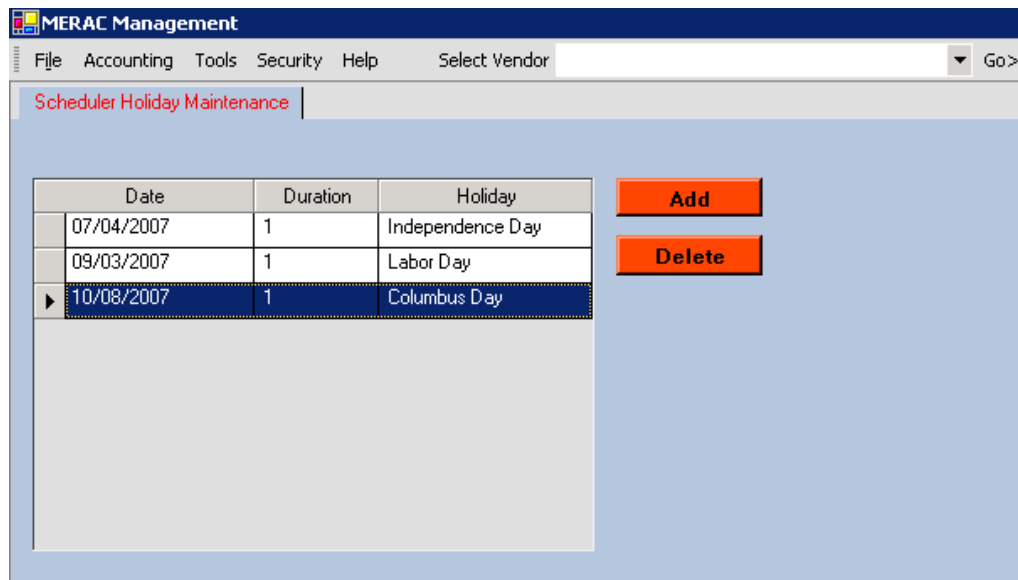 MERAC Management
File Accounting Tools Security Help Select Vendor Go>
Scheduler Holiday Maintenance
Date Duration Holiday Add
07/04/2007 1 Independence Day
09/03/2007 1 Labor Day Delete
10/08/2007 1 Columbus Day